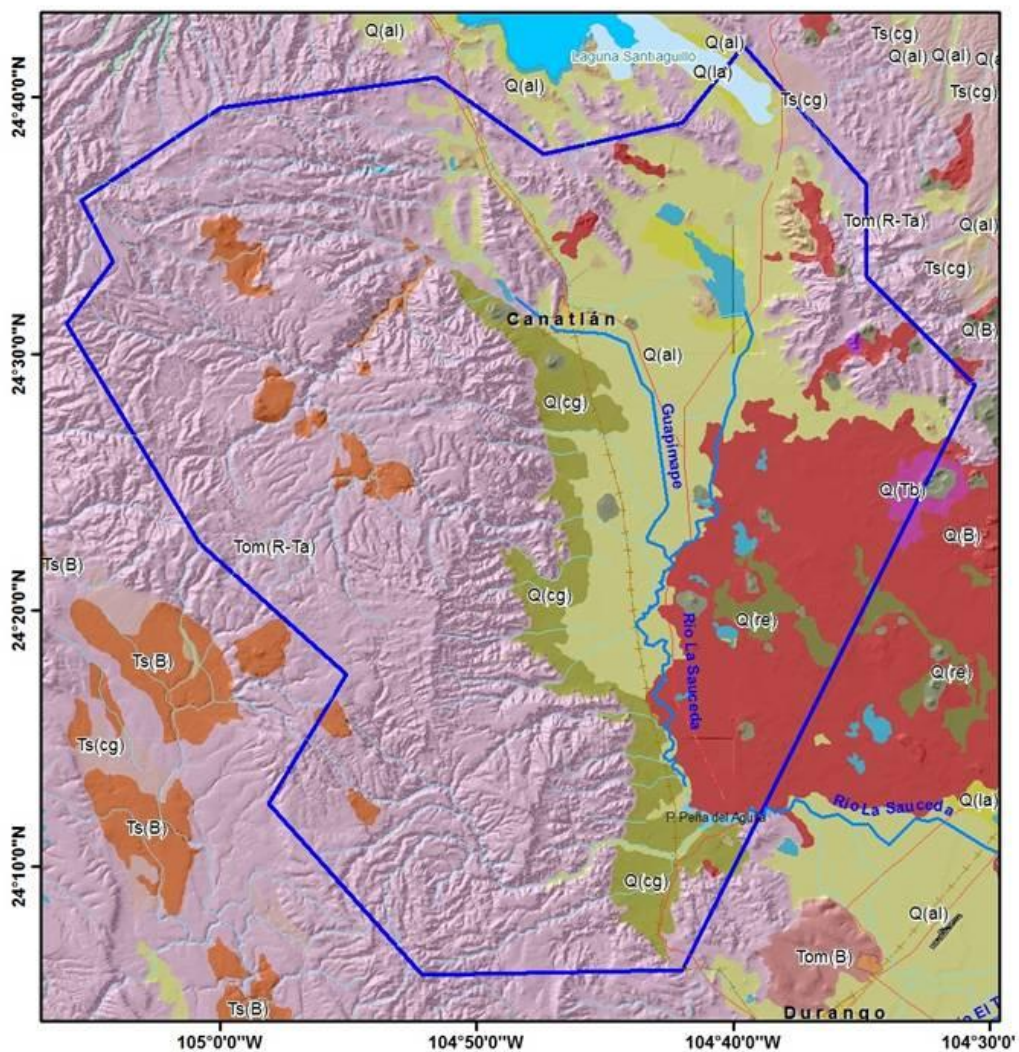 Q(al)
Q(al)
Ts(cg)
Laguna Santiaguillo
Q(al)
Q(al)
Q(la)
Q(al)
24°40'0"N
Ts(cg)
Ts(cg)
Tom(R-Ta)
Q(al)
Ts(cg)
Canatlán
Q(B)
24°30'0"N
Q(al)
Q(cg)
Guapimape
Q(Tb)
Q(B)
Tom(R-Ta)
Ts(B)
24°20'0"N
Q(cg)
Q(re)
Río La Sauceda
Ts(B)
Q(re)
Ts(cg)
Río La Sauceda
Q(la)
P. Peña del Aguila
Ts(B)
24°10'0"N
Q(cg)
Q(al)
Tom(B)
Ts(B)
Durango
105°0'0"W
104°50'0"W
104°40'0"W
104°30'0"W